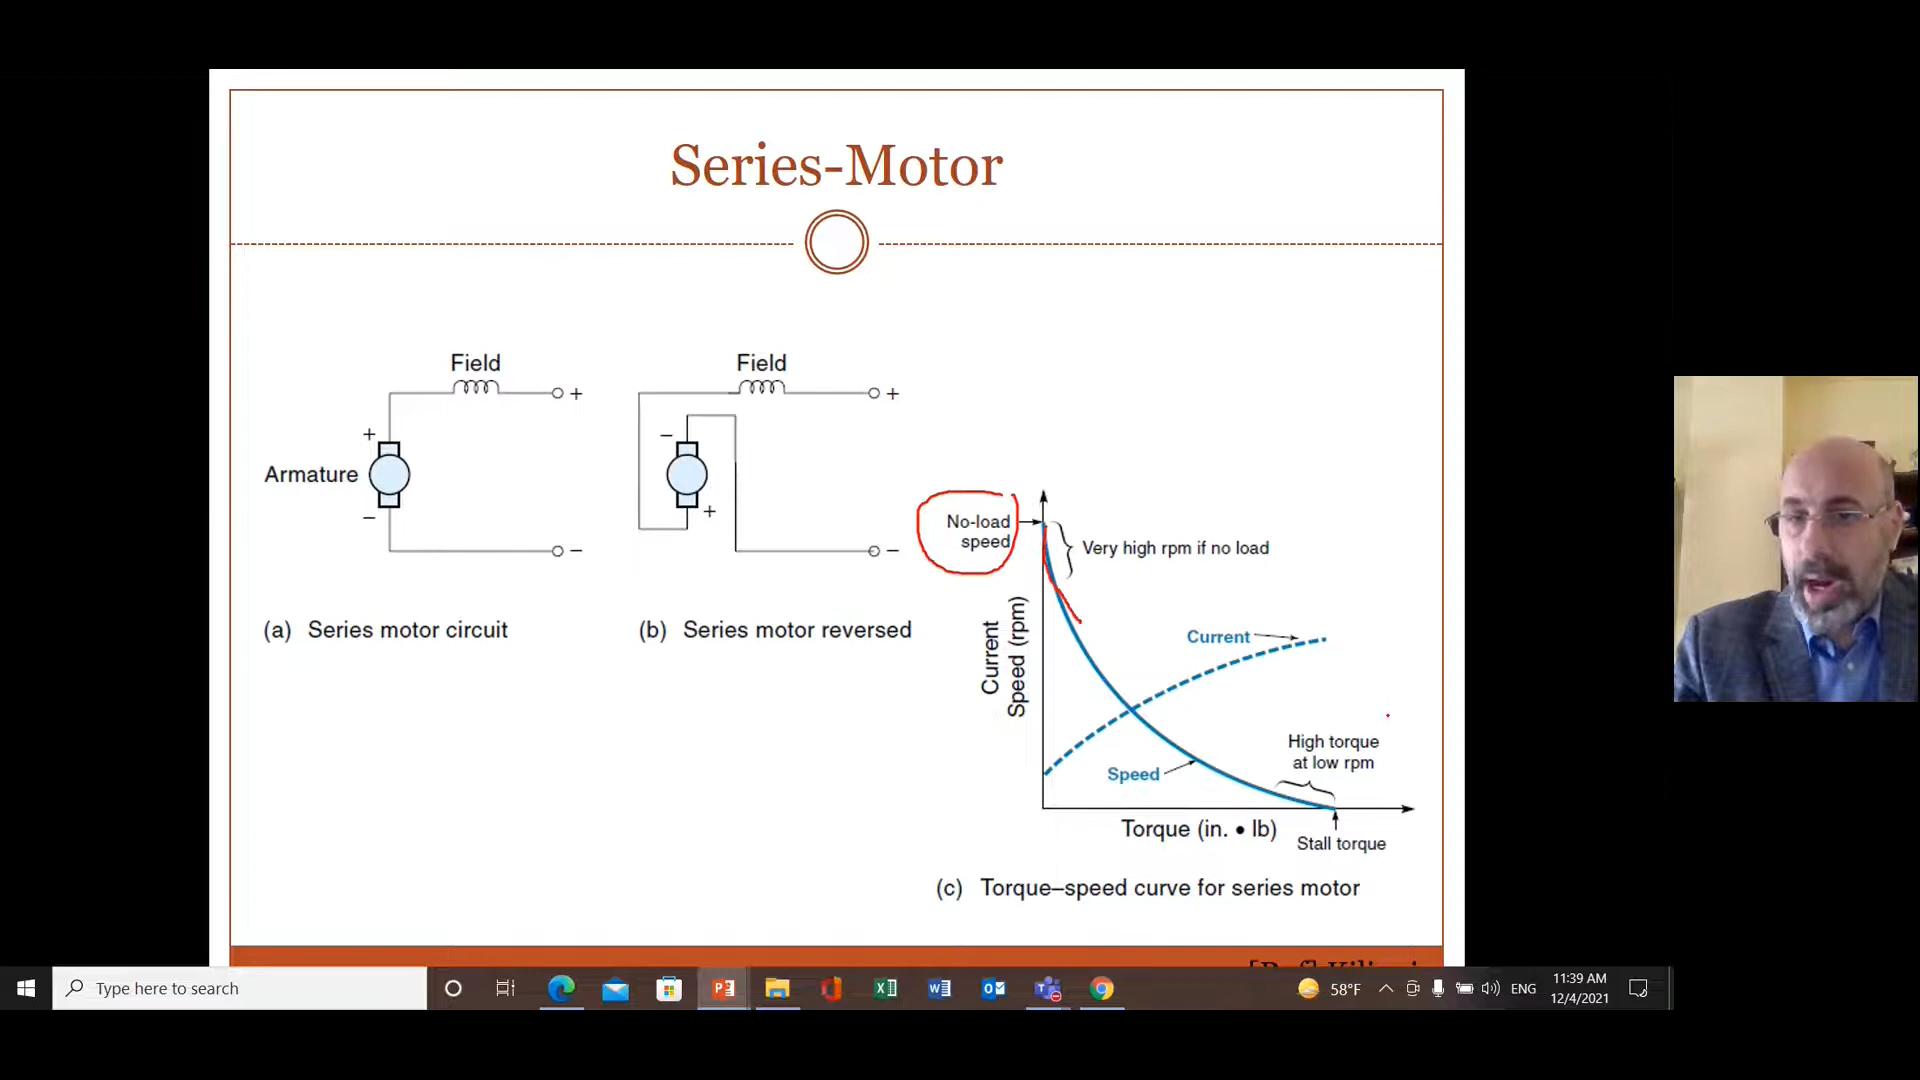 Series-Motor
Field
+
+
Armature
−
−
(a) Series motor circuit
Field
+
−
+
−
(b) Series motor reversed
No-load
speed
Very high rpm if no load
Current
Speed (rpm)
Current
Speed
High torque
at low rpm
Torque (in. • lb)
Stall torque
(c) Torque–speed curve for series motor
Type here to search
58°F
ENG
11:39 AM
12/4/2021